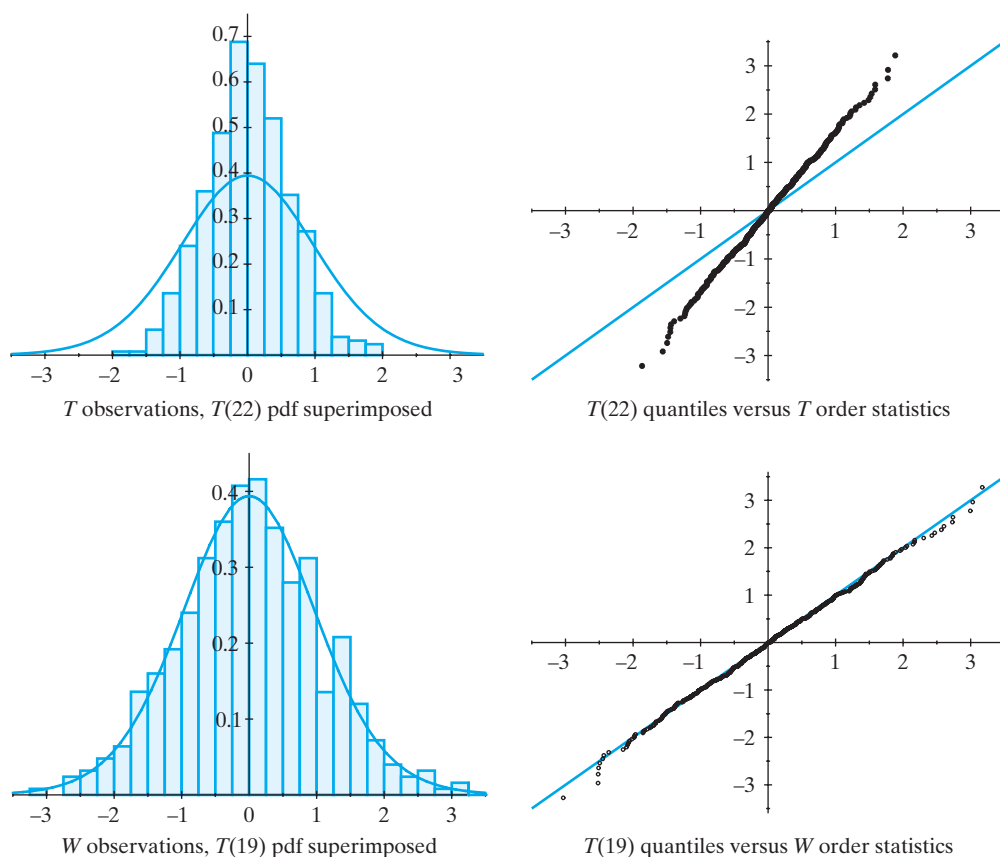 0.7
0.6
0.5
0.4
0.3
0.2
0.1
–3 –2 –1 0 1 2 3
T observations, T(22) pdf superimposed
3
2
1
–3 –2 –1 1 2 3
–1
–2
–3
T(22) quantiles versus T order statistics
0.4
0.3
0.2
0.1
–3 –2 –1 0 1 2 3
W observations, T(19) pdf superimposed
3
2
1
–3 –2 –1 1 2 3
–1
–2
–3
T(19) quantiles versus W order statistics